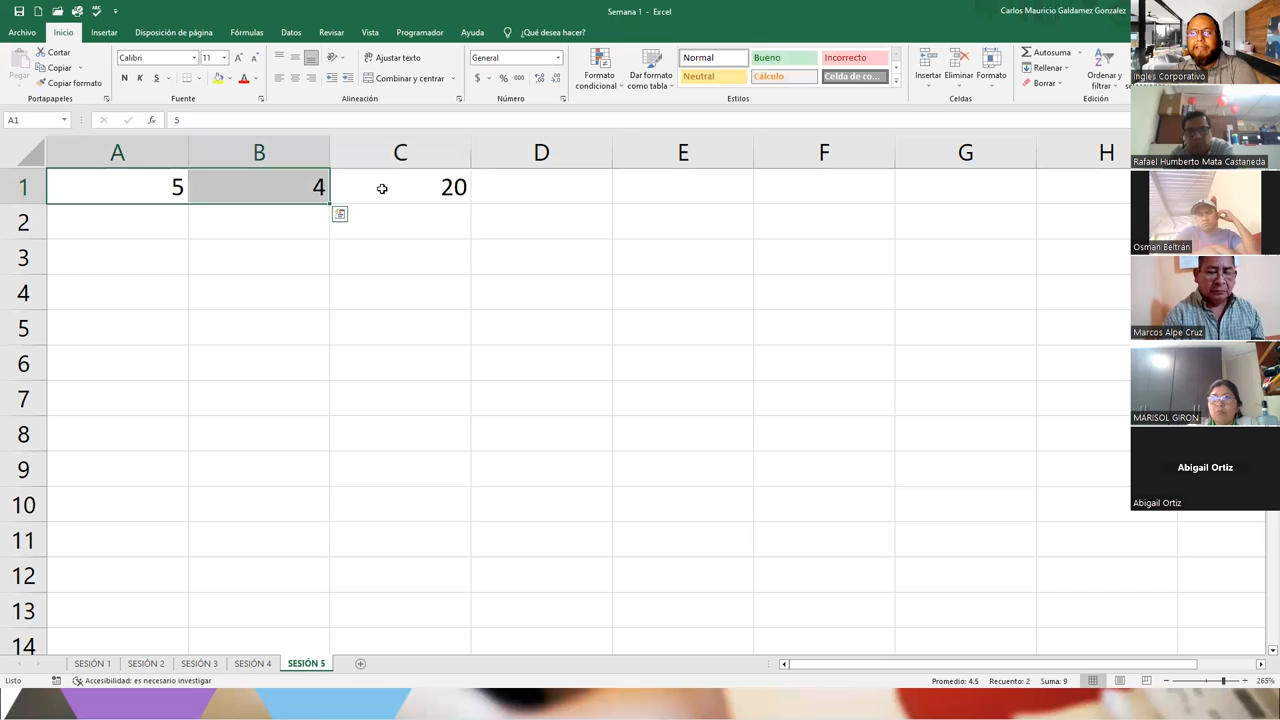 Semana 1 - Excel
Carlos Mauricio Galdamez Gonzalez
Archivo Inicio Insertar Disposición de página Fórmulas Datos Revisar Vista Programador Ayuda ¿Qué desea hacer?
Pegar
Cortar
Copiar
Copiar formato
Portapapeles
Calibri 11
N K S
Fuente
Ajustar texto
Combinar y centrar
Alineación
General
$ % 000
Número
Formato condicional
Dar formato como tabla
Normal Bueno Incorrecto
Neutral Cálculo Celda de co...
Estilos
Insertar Eliminar Formato
Celdas
Autosuma
Rellenar
Borrar
Ordenar y filtrar
Edición
A1 fx 5
A B C D E F G H
1 5 4 20
2
3
4
5
6
7
8
9
10
11
12
13
14
SESIÓN 1 SESIÓN 2 SESIÓN 3 SESIÓN 4 SESIÓN 5
Listo Accesibilidad: es necesario investigar Promedio: 4.5 Recuento: 2 Suma: 9 265%
Ingles Corporativo
Rafael Humberto Mata Castaneda
Osman Beltrán
Marcos Alpe Cruz
MARISOL GIRON
Abigail Ortiz
Abigail Ortiz